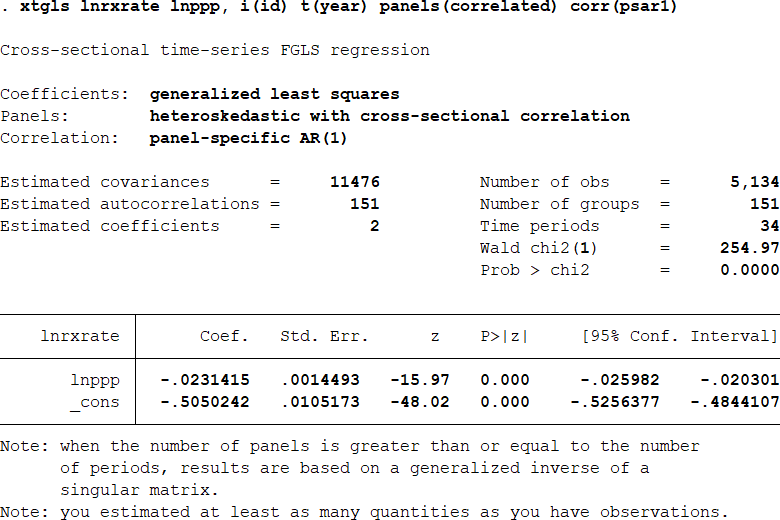 . xtgls lnrxrate lnppp, i(id) t(year) panels(correlated) corr(psar1)
Cross-sectional time-series FGLS regression
Coefficients: generalized least squares
Panels: heteroskedastic with cross-sectional correlation
Correlation: panel-specific AR(1)
Estimated covariances = 11476 Number of obs = 5,134
Estimated autocorrelations = 151 Number of groups = 151
Estimated coefficients = 2 Time periods = 34
Wald chi2(1) = 254.97
Prob > chi2 = 0.0000
lnrxrate Coef. Std. Err. z P>|z| [95% Conf. Interval]
lnppp -.0231415 .0014493 -15.97 0.000 -.025982 -.020301
_cons -.5050242 .0105173 -48.02 0.000 -.5256377 -.4844107
Note: when the number of panels is greater than or equal to the number
of periods, results are based on a generalized inverse of a
singular matrix.
Note: you estimated at least as many quantities as you have observations.